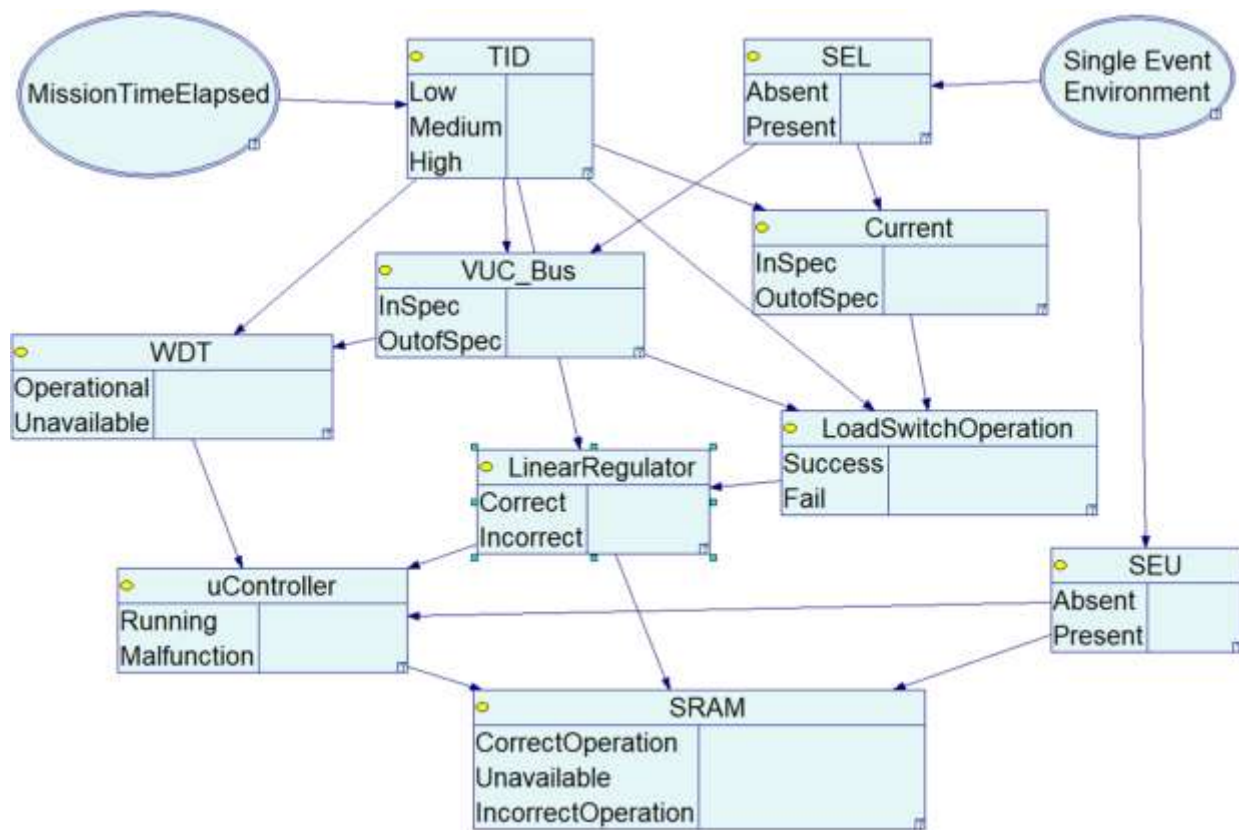 MissionTimeElapsed
TID
Low
Medium
High
SEL
Absent
Present
Single Event
Environment
Current
InSpec
OutofSpec
VUC_Bus
InSpec
OutofSpec
WDT
Operational
Unavailable
LoadSwitchOperation
Success
Fail
LinearRegulator
Correct
Incorrect
SEU
Absent
Present
uController
Running
Malfunction
SRAM
CorrectOperation
Unavailable
IncorrectOperation